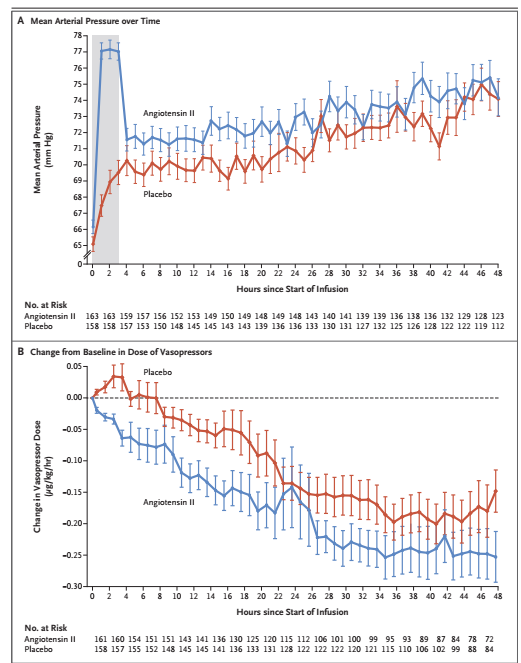 A Mean Arterial Pressure over Time
78
77
76
75
74
73
72
71
70
69
68
67
66
65
0
Mean Arterial Pressure
(mm Hg)
Angiotensin II
Placebo
0 2 4 6 8 10 12 14 16 18 20 22 24 26 28 30 32 34 36 38 40 42 44 46 48
Hours since Start of Infusion
No. at Risk
Angiotensin II 163 163 159 157 156 152 153 149 150 149 149 148 143 144 140 141 139 139 138 136 132 129 128 123
Placebo 158 158 157 153 150 148 145 145 143 143 139 136 136 133 130 131 127 132 125 126 128 122 122 119 112
B Change from Baseline in Dose of Vasopressors
0.05
0.00
−0.05
−0.10
−0.15
−0.20
−0.25
−0.30
Change in Vasopressor Dose
(μg/kg/hr)
Placebo
Angiotensin II
0 2 4 6 8 10 12 14 16 18 20 22 24 26 28 30 32 34 36 38 40 42 44 46 48
Hours since Start of Infusion
No. at Risk
Angiotensin II 161 160 154 151 151 143 141 136 130 125 120 115 112 106 101 100 99 95 93 89 87 84 78 72
Placebo 158 157 155 152 148 145 141 136 131 128 122 122 122 122 120 121 115 110 106 102 99 88 84